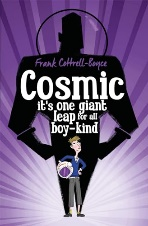 Frank Cottrell-Boyce
Cosmic
it's one giant
leap for all
boy-kind